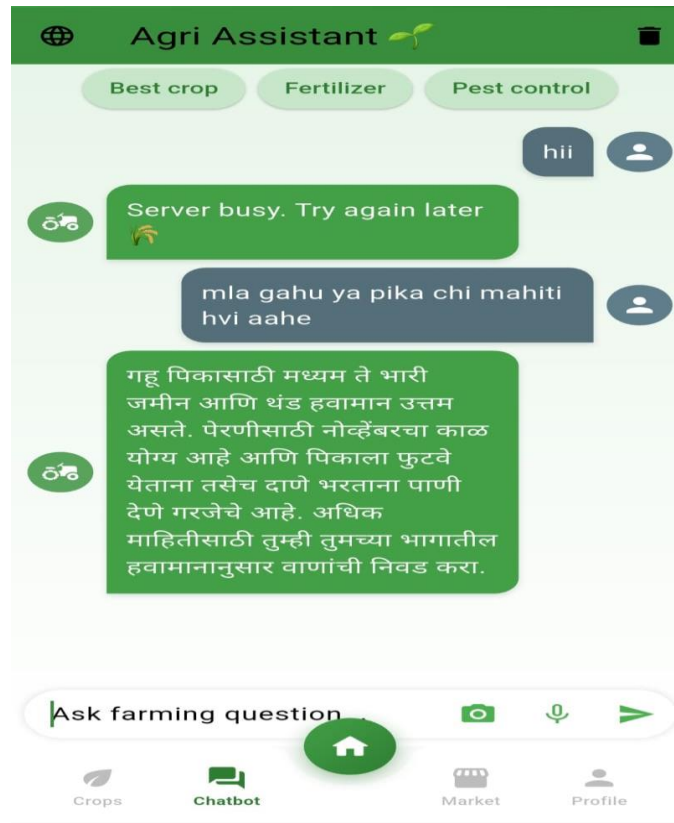 Agri Assistant 🌱
Best crop Fertilizer Pest control
hii
Server busy. Try again later
🌾
mla gahu ya pika chi mahiti
hvi aahe
गहू पिकासाठी मध्यम ते भारी
जमीन आणि थंड हवामान उत्तम
असते. पेरणीसाठी नोव्हेंबरचा काळ
योग्य आहे आणि पिकाला फुटवे
येताना तसेच दाणे भरताना पाणी
देणे गरजेचे आहे. अधिक
माहितीसाठी तुम्ही तुमच्या भागातील
हवामानानुसार वाणांची निवड करा.
Ask farming question...
Crops Chatbot Market Profile